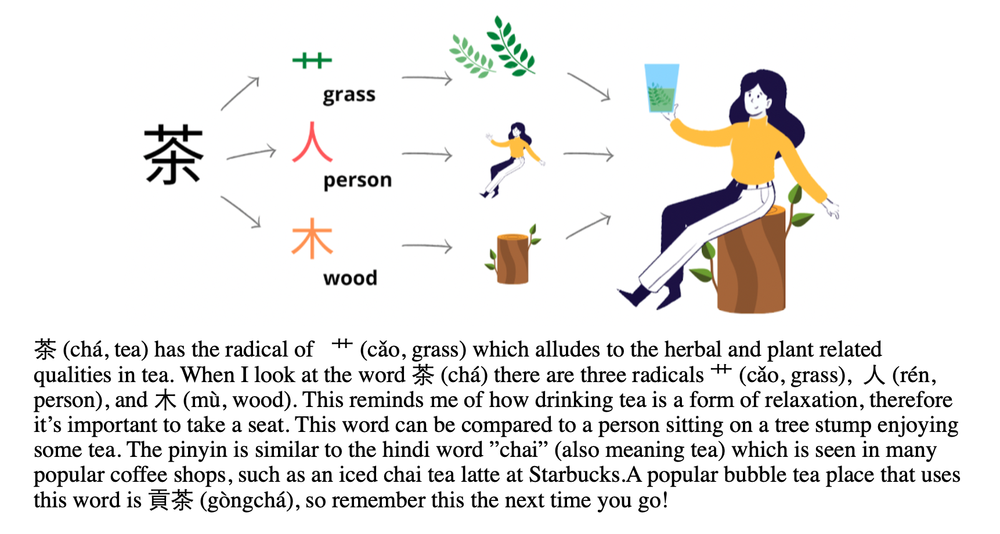 艹
grass
茶
人
person
木
wood
茶 (chá, tea) has the radical of 艹 (cǎo, grass) which alludes to the herbal and plant related
qualities in tea. When I look at the word 茶 (chá) there are three radicals 艹 (cǎo, grass), 人 (rén,
person), and 木 (mù, wood). This reminds me of how drinking tea is a form of relaxation, therefore
it’s important to take a seat. This word can be compared to a person sitting on a tree stump enjoying
some tea. The pinyin is similar to the hindi word ”chai” (also meaning tea) which is seen in many
popular coffee shops, such as an iced chai tea latte at Starbucks.A popular bubble tea place that uses
this word is 貢茶 (gòngchá), so remember this the next time you go!